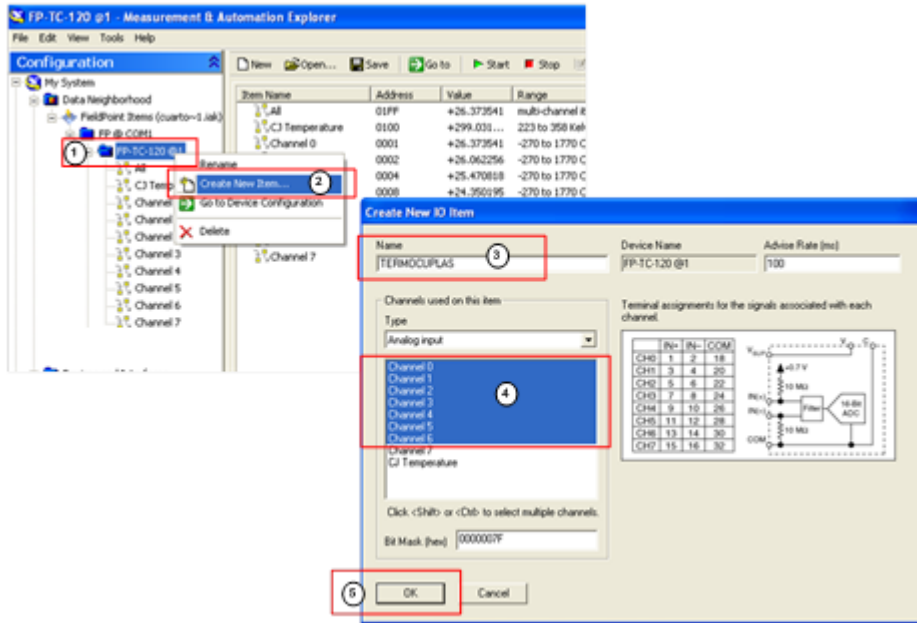 FP-TC-120 @1 - Measurement & Automation Explorer
File Edit View Tools Help
Configuration
My System
Data Neighborhood
FieldPoint Items (cuarto~1.iak)
FP @ COM1
1
FP-TC-120 @1
All
CJ Temp
Channel
Channel
Channel
Channel 3
Channel 4
Channel 5
Channel 6
Channel 7
Rename
Create New Item...
2
Go to Device Configuration
Delete
New Open... Save Go to Start Stop
Item Name Address Value Range
All 01FF +26.373541 multi-channel it
CJ Temperature 0100 +299.031... 223 to 358 Kelv
Channel 0 0001 +26.373541 -270 to 1770 C
0002 +26.062256 -270 to 1770 C
0004 +25.470818 -270 to 1770 C
0008 +24.350195 -270 to 1770 C
Channel 7
Create New IO Item
Name
TERMOCUPLAS
3
Device Name
FP-TC-120 @1
Advise Rate (ms)
100
Channels used on this item
Type
Analog input
Channel 0
Channel 1
Channel 2
Channel 3
Channel 4
Channel 5
Channel 6
Channel 7
CJ Temperature
4
Click <Shift> or <Ctrl> to select multiple channels.
Bit Mask (hex) 0000007F
Terminal assignments for the signals associated with each
channel.
IN+ IN- COM
CH0 1 2 18
CH1 3 4 20
CH2 5 6 22
CH3 7 8 24
CH4 9 10 26
CH5 11 12 28
CH6 13 14 30
CH7 15 16 32
+0.7 V
10 MΩ
Filter
16-Bit
ADC
10 MΩ
COM
5
OK
Cancel